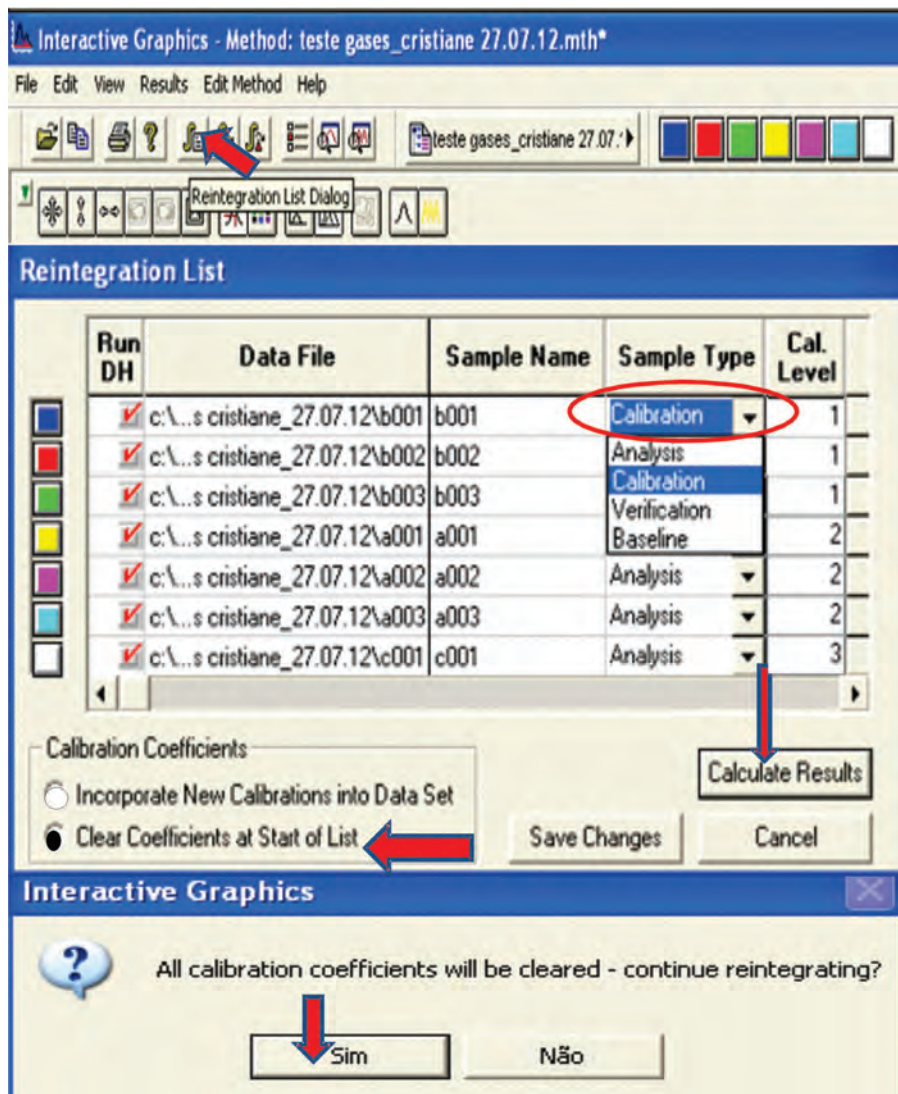 Interactive Graphics - Method: teste gases_cristiane 27.07.12.mth*
File Edit View Results Edit Method Help
teste gases_cristiane 27.07.'
Reintegration List Dialog
Reintegration List
Run DH Data File Sample Name Sample Type Cal. Level
c:\...s cristiane_27.07.12\b001 b001 Calibration 1
c:\...s cristiane_27.07.12\b002 b002 Analysis 1
c:\...s cristiane_27.07.12\b003 b003 Calibration 1
Verification
c:\...s cristiane_27.07.12\a001 a001 Baseline 2
c:\...s cristiane_27.07.12\a002 a002 Analysis 2
c:\...s cristiane_27.07.12\a003 a003 Analysis 2
c:\...s cristiane_27.07.12\c001 c001 Analysis 3
Calibration Coefficients
Incorporate New Calibrations into Data Set
Clear Coefficients at Start of List
Calculate Results
Save Changes Cancel
Interactive Graphics
? All calibration coefficients will be cleared - continue reintegrating?
Sim Não